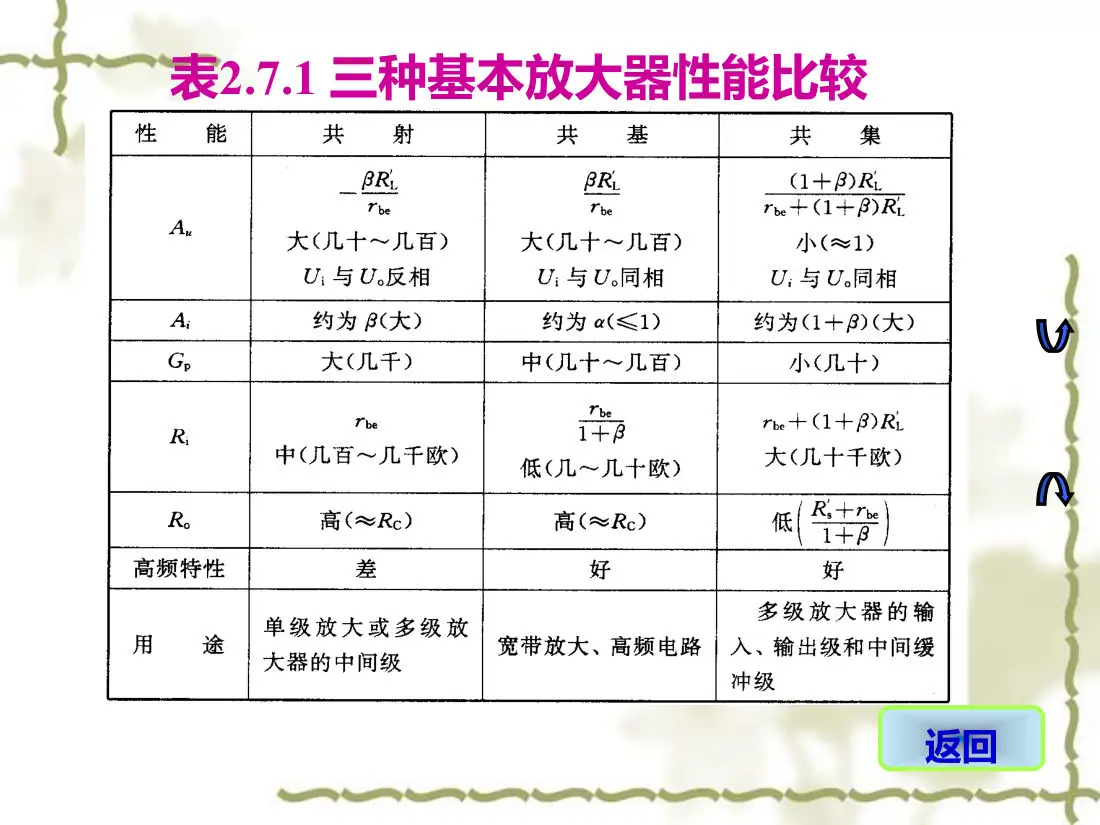 表2.7.1 三种基本放大器性能比较
性 能 共 射 共 基 共 集
Au
-βR′L/rbe
大(几十～几百)
Ui 与 Uo反相
βR′L/rbe
大(几十～几百)
Ui 与 Uo同相
(1+β)R′L/rbe+(1+β)R′L
小(≈1)
Ui 与 Uo同相
Ai 约为 β(大) 约为 α(≤1) 约为(1+β)(大)
Gp 大(几千) 中(几十～几百) 小(几十)
Ri
rbe
中(几百～几千欧)
rbe/1+β
低(几～几十欧)
rbe+(1+β)R′L
大(几十千欧)
Ro 高(≈RC) 高(≈RC) 低(R′s+rbe/1+β)
高频特性 差 好 好
用 途
单级放大或多级放
大器的中间级
宽带放大、高频电路
多级放大器的输
入、输出级和中间缓
冲级
返回